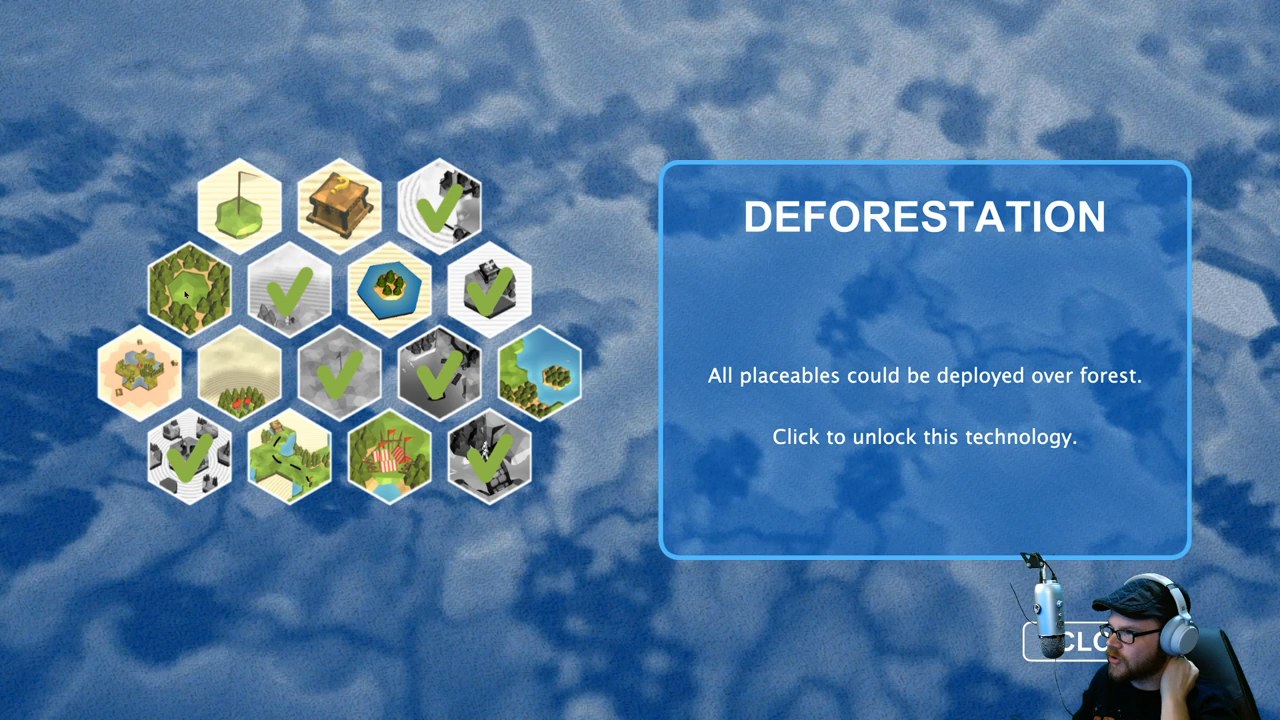 DEFORESTATION
All placeables could be deployed over forest.
Click to unlock this technology.